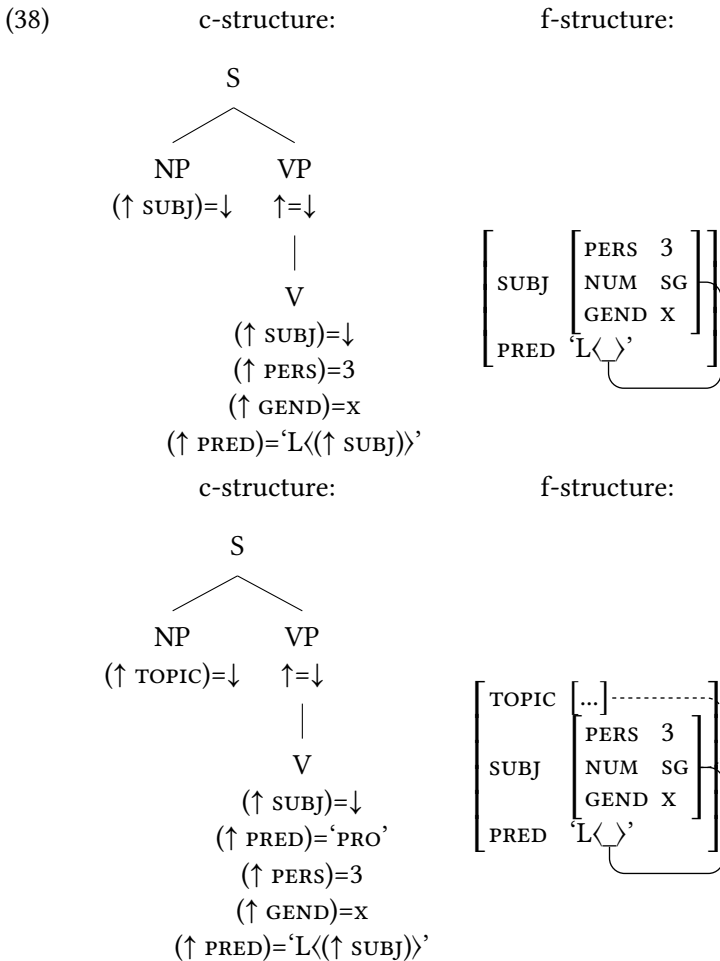 (38) c-structure: f-structure:
S
NP VP
(↑ SUBJ)=↓ ↑=↓
V
(↑ SUBJ)=↓
(↑ PERS)=3
(↑ GEND)=X
(↑ PRED)=‘L⟨(↑ SUBJ)⟩’
PERS 3
SUBJ NUM SG
GEND X
PRED ‘L⟨_⟩’
c-structure: f-structure:
S
NP VP
(↑ TOPIC)=↓ ↑=↓
V
(↑ SUBJ)=↓
(↑ PRED)=‘PRO’
(↑ PERS)=3
(↑ GEND)=X
(↑ PRED)=‘L⟨(↑ SUBJ)⟩’
TOPIC [...]
PERS 3
SUBJ NUM SG
GEND X
PRED ‘L⟨_⟩’